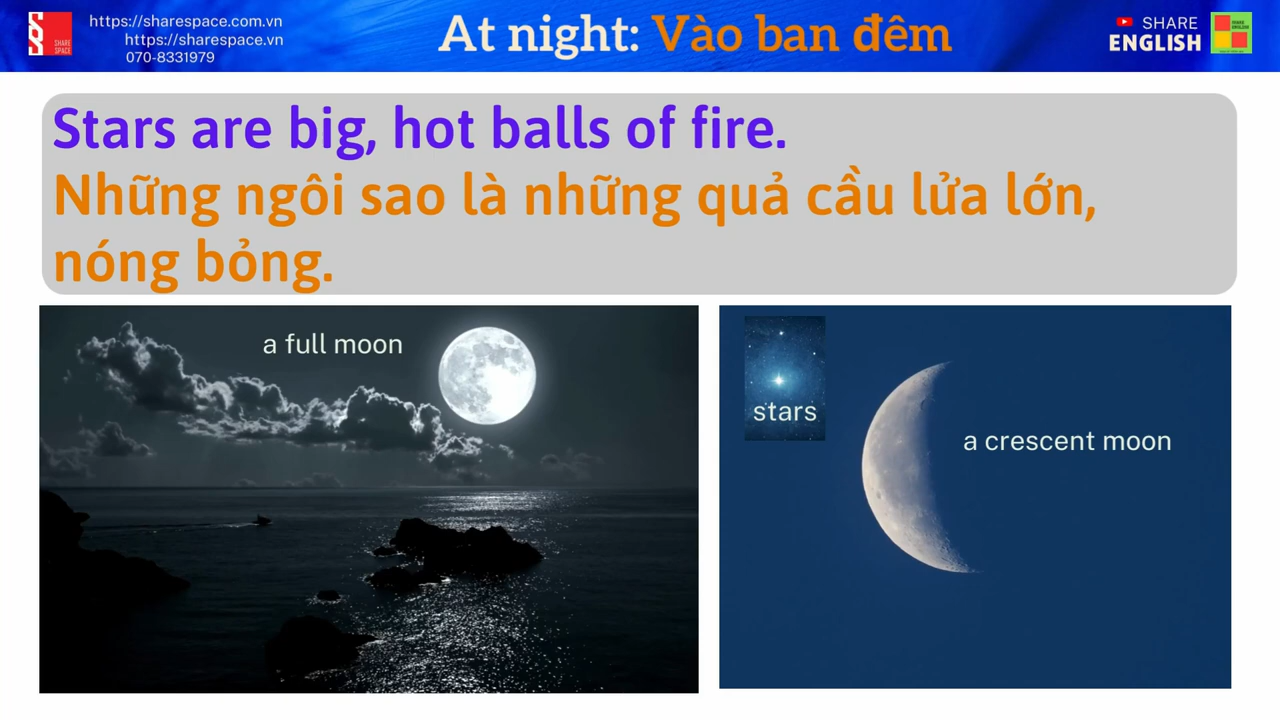 https://sharespace.com.vn
https://sharespace.vn
070-8331979
SHARE
SPACE
At night: Vào ban đêm
SHARE
ENGLISH
Stars are big, hot balls of fire.
Những ngôi sao là những quả cầu lửa lớn,
nóng bỏng.
a full moon
stars
a crescent moon